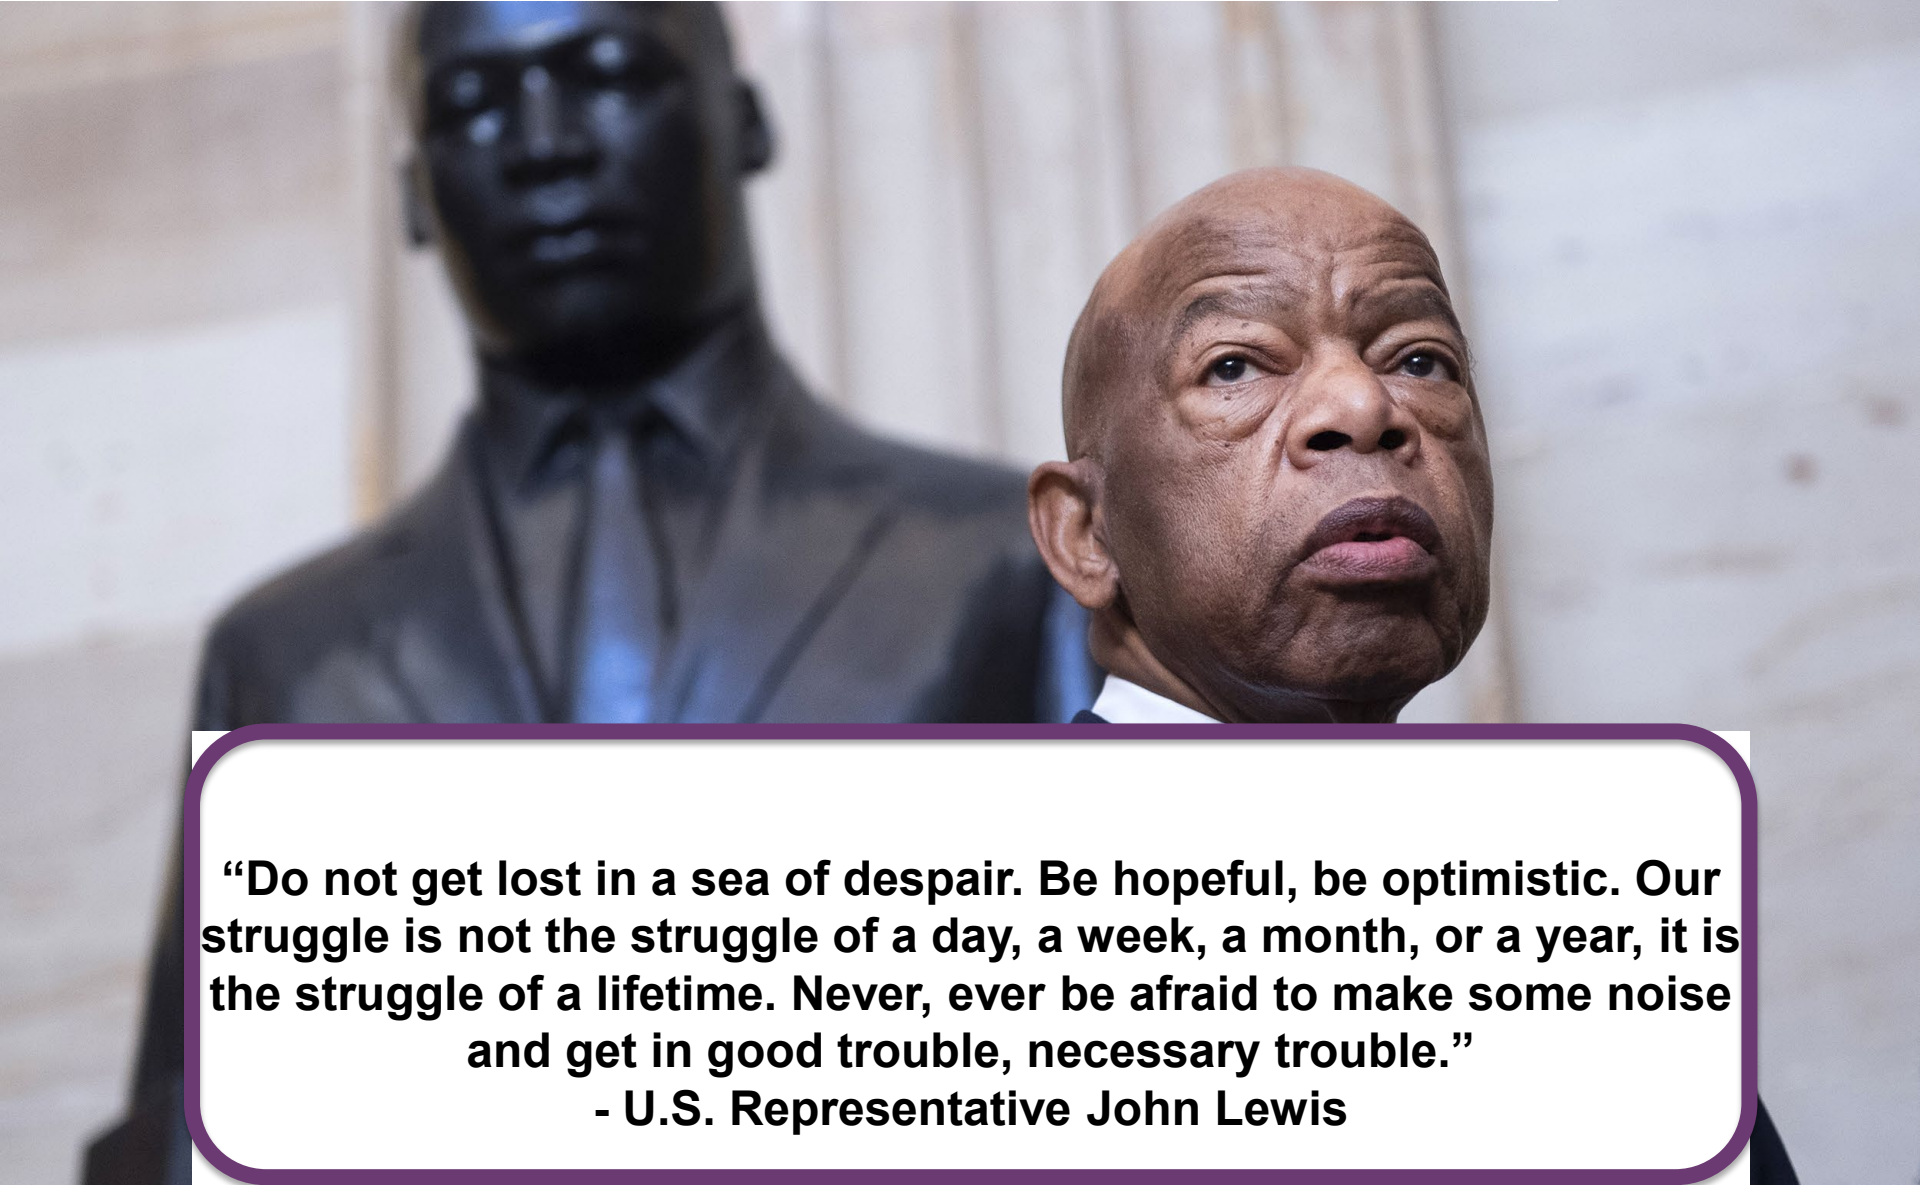 “Do not get lost in a sea of despair. Be hopeful, be optimistic. Our
struggle is not the struggle of a day, a week, a month, or a year, it is
the struggle of a lifetime. Never, ever be afraid to make some noise
and get in good trouble, necessary trouble.”
- U.S. Representative John Lewis